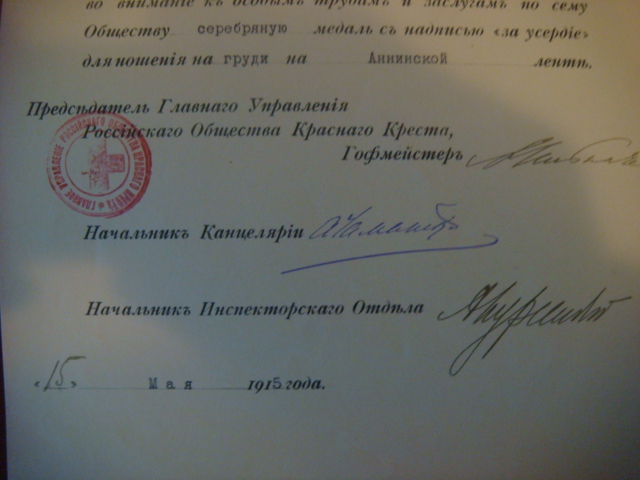 во вниманіе къ особымъ трудамъ и заслугамъ по сему
Обществу серебряную медаль съ надписью «за усердіе»
для ношенія на груди на Аннинской лентѣ.
Предсѣдатель Главнаго Управленія
Россійскаго Общества Краснаго Креста,
Гофмейстеръ
Начальникъ Канцеляріи
Начальникъ Инспекторскаго Отдѣла
«15» Мая 1915 года.